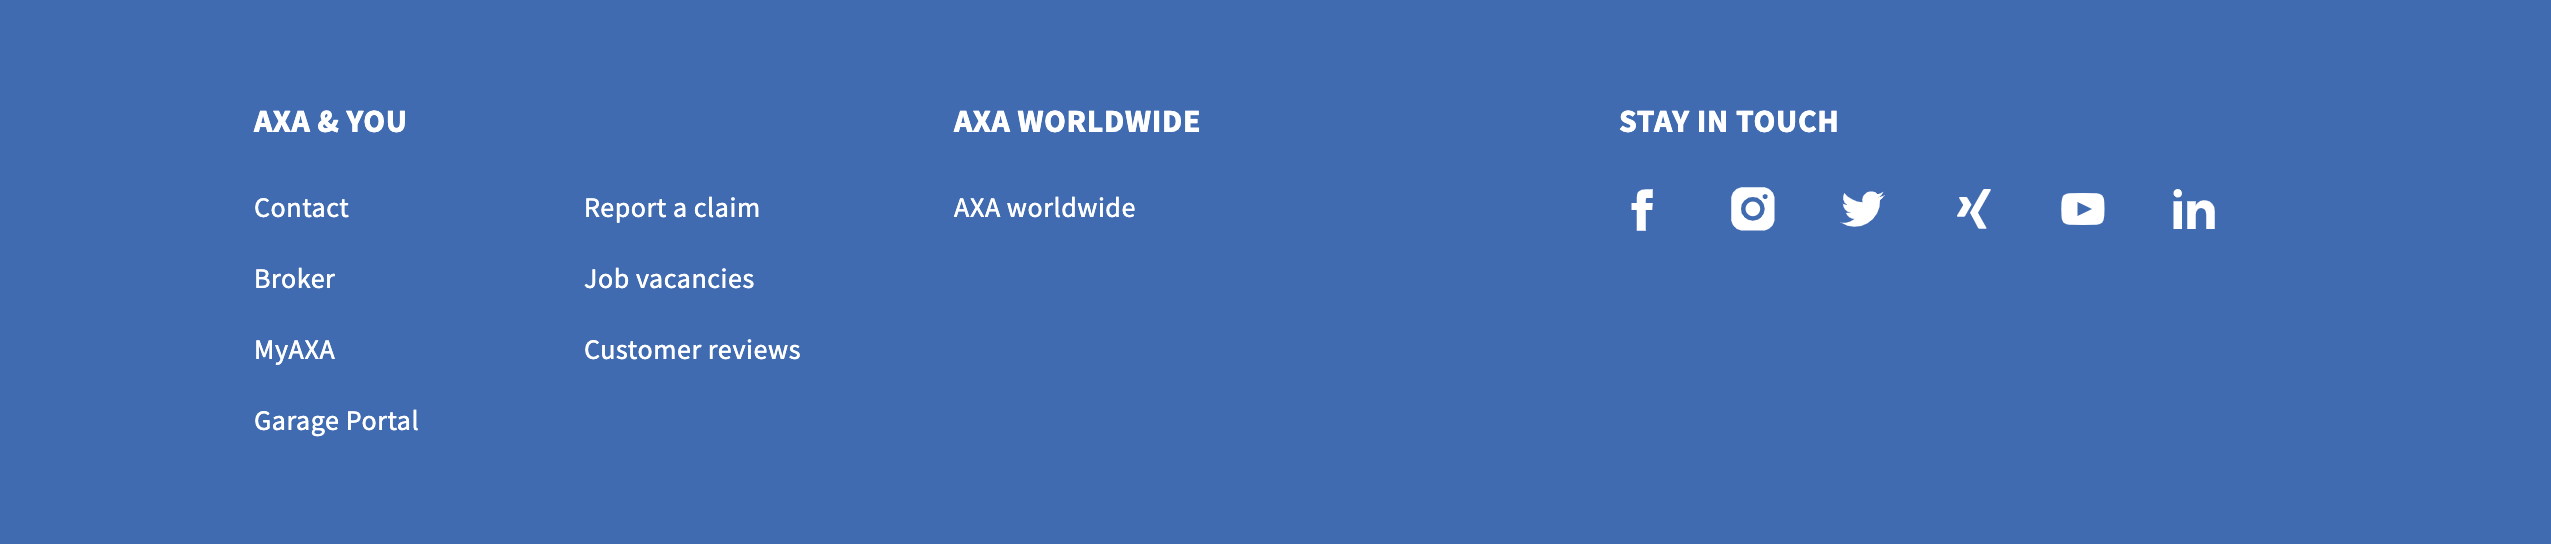 AXA & YOU
Contact
Broker
MyAXA
Garage Portal
Report a claim
Job vacancies
Customer reviews
AXA WORLDWIDE
AXA worldwide
STAY IN TOUCH